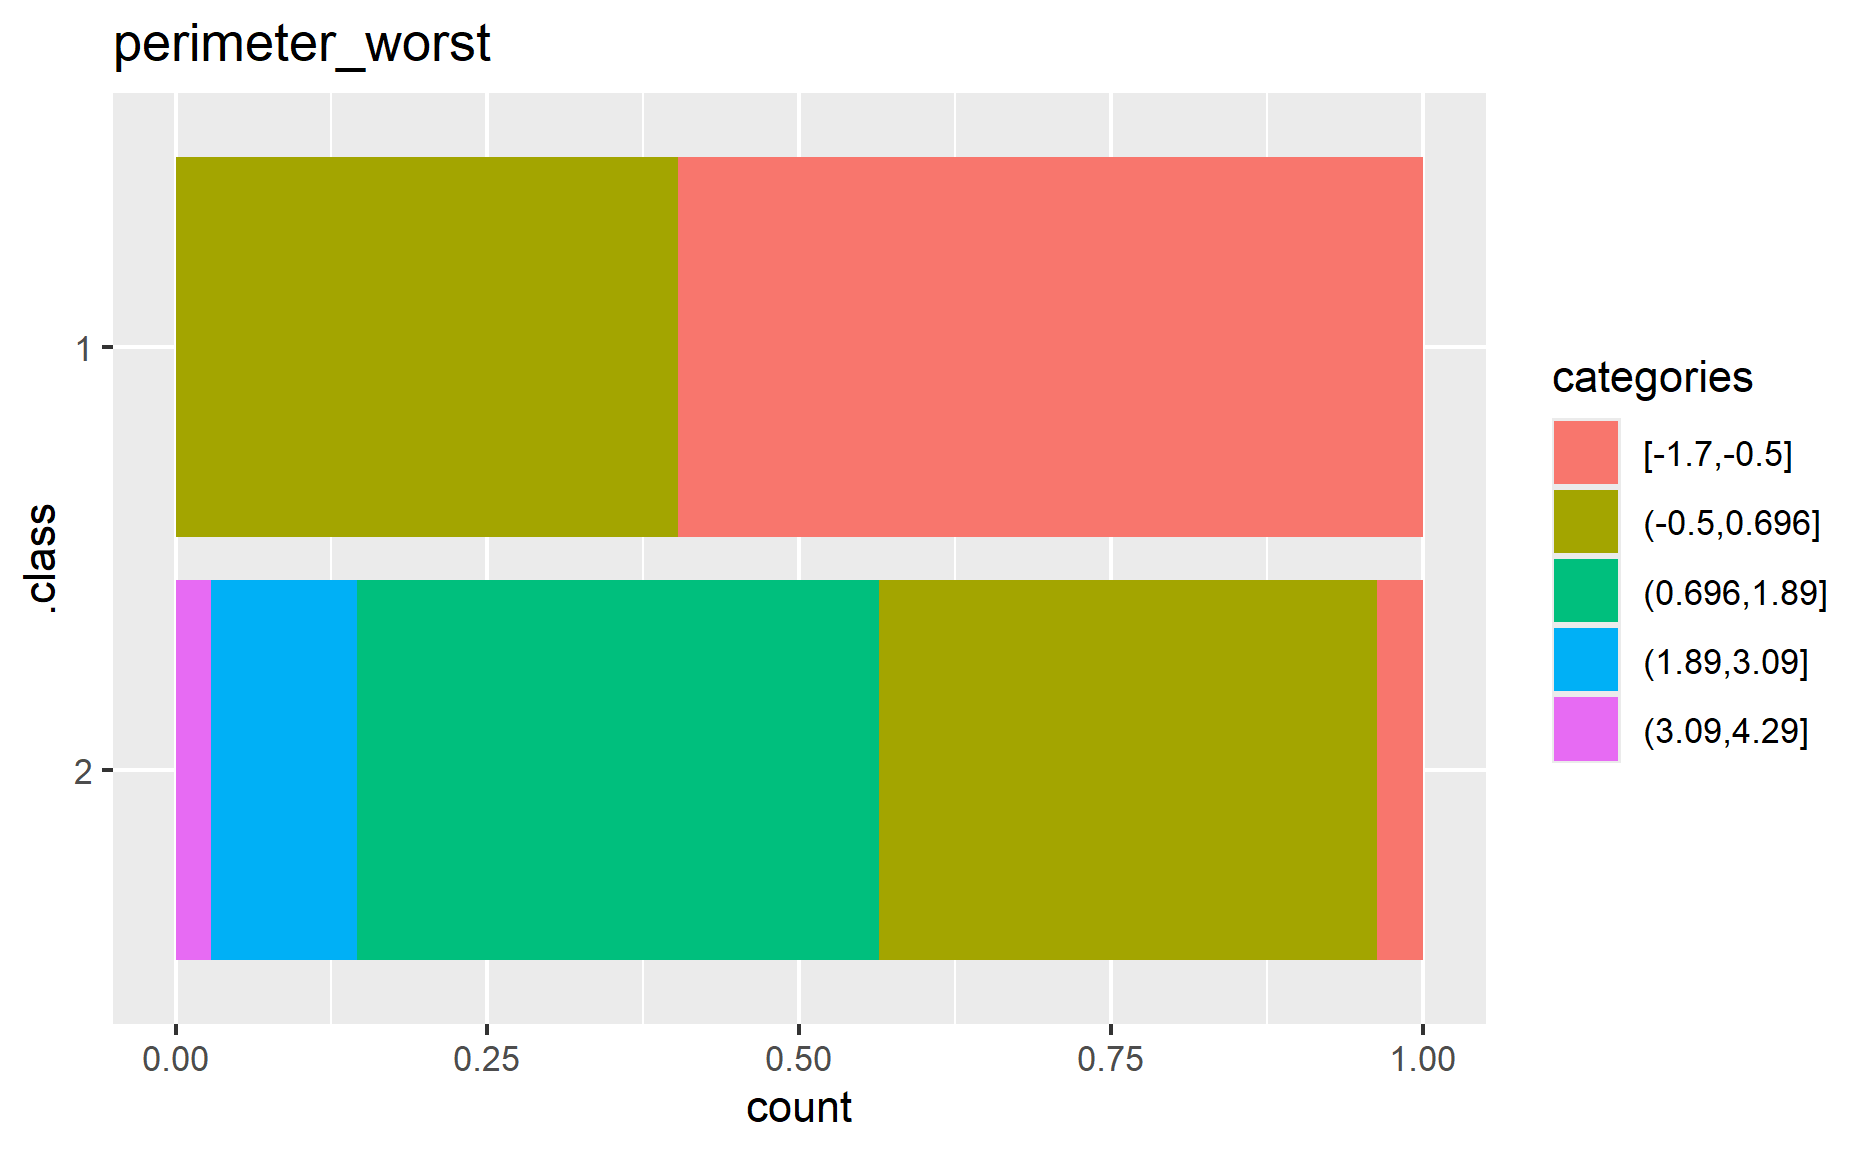 perimeter_worst
1
2
.class
0.00 0.25 0.50 0.75 1.00
count
categories
[-1.7,-0.5]
(-0.5,0.696]
(0.696,1.89]
(1.89,3.09]
(3.09,4.29]